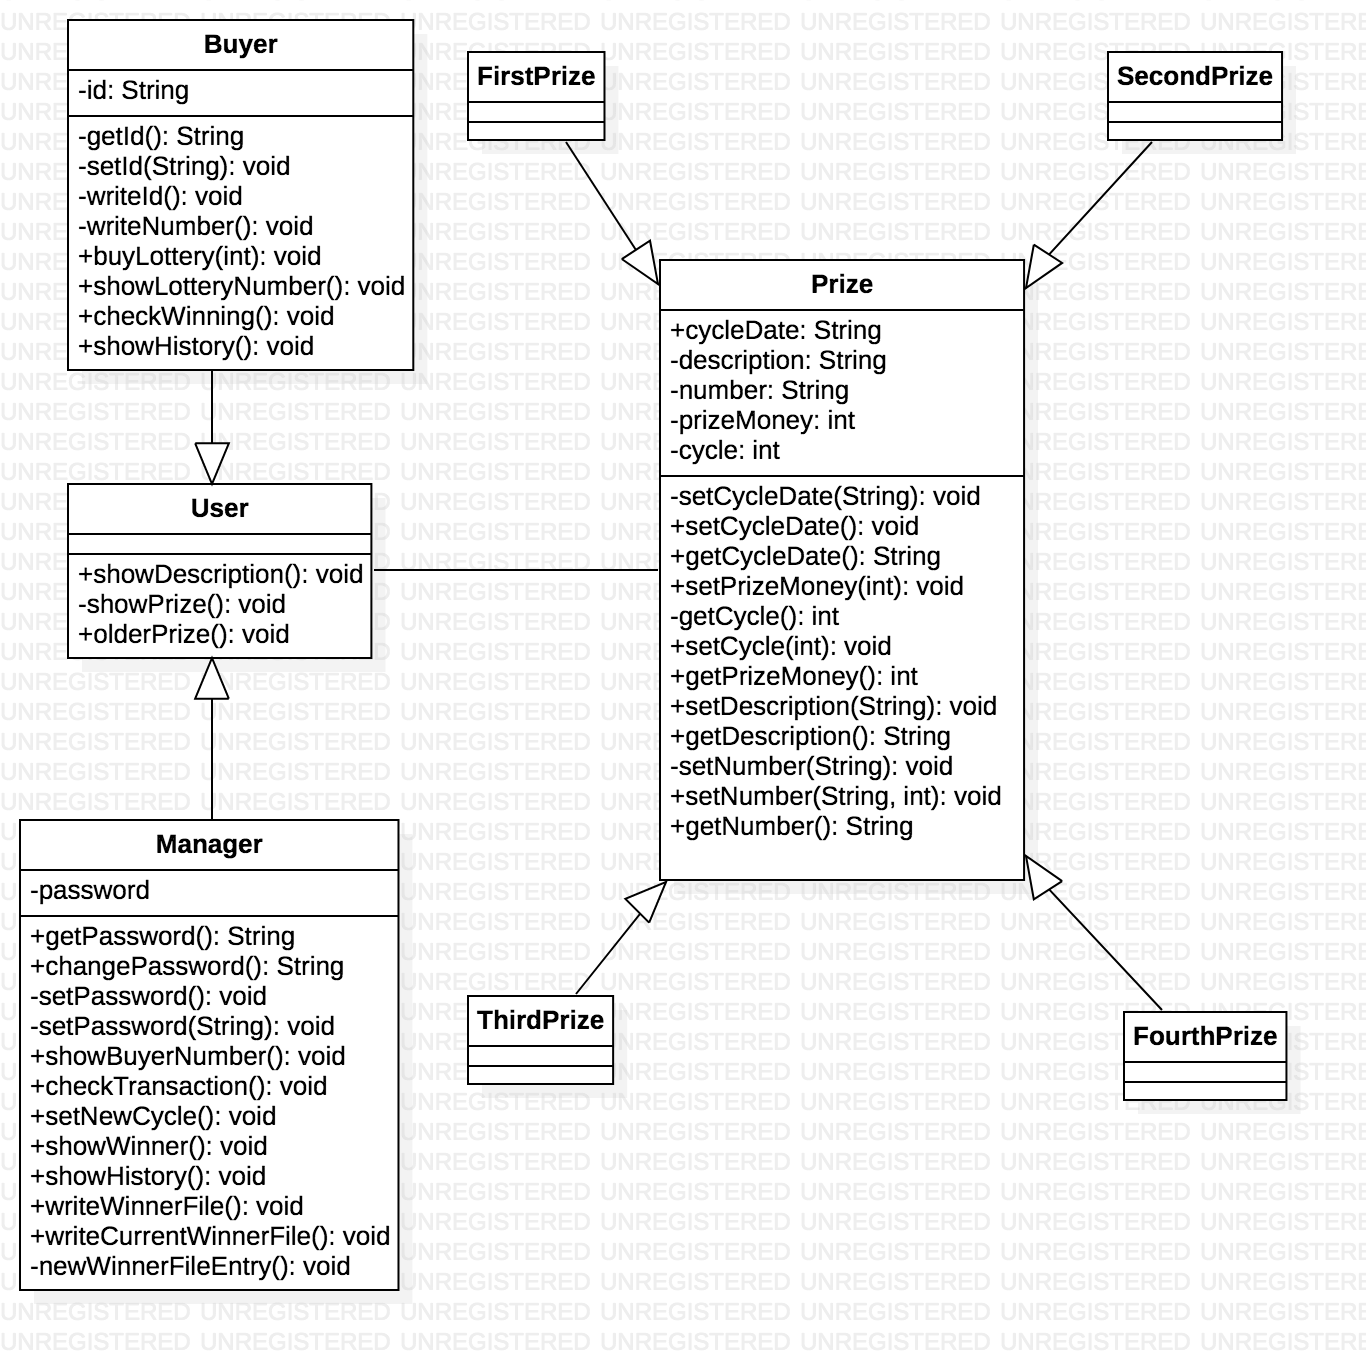 Buyer
-id: String
-getId(): String
-setId(String): void
-writeId(): void
-writeNumber(): void
+buyLottery(int): void
+showLotteryNumber(): void
+checkWinning(): void
+showHistory(): void
FirstPrize
SecondPrize
Prize
+cycleDate: String
-description: String
-number: String
-prizeMoney: int
-cycle: int
-setCycleDate(String): void
+setCycleDate(): void
+getCycleDate(): String
+setPrizeMoney(int): void
-getCycle(): int
+setCycle(int): void
+getPrizeMoney(): int
+setDescription(String): void
+getDescription(): String
-setNumber(String): void
+setNumber(String, int): void
+getNumber(): String
User
+showDescription(): void
-showPrize(): void
+olderPrize(): void
Manager
-password
+getPassword(): String
+changePassword(): String
-setPassword(): void
-setPassword(String): void
+showBuyerNumber(): void
+checkTransaction(): void
+setNewCycle(): void
+showWinner(): void
+showHistory(): void
+writeWinnerFile(): void
+writeCurrentWinnerFile(): void
-newWinnerFileEntry(): void
ThirdPrize
FourthPrize
UNREGISTERED